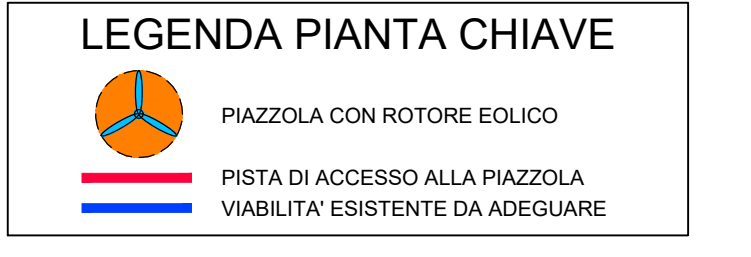 LEGENDA PIANTA CHIAVE
PIAZZOLA CON ROTORE EOLICO
PISTA DI ACCESSO ALLA PIAZZOLA
VIABILITA' ESISTENTE DA ADEGUARE